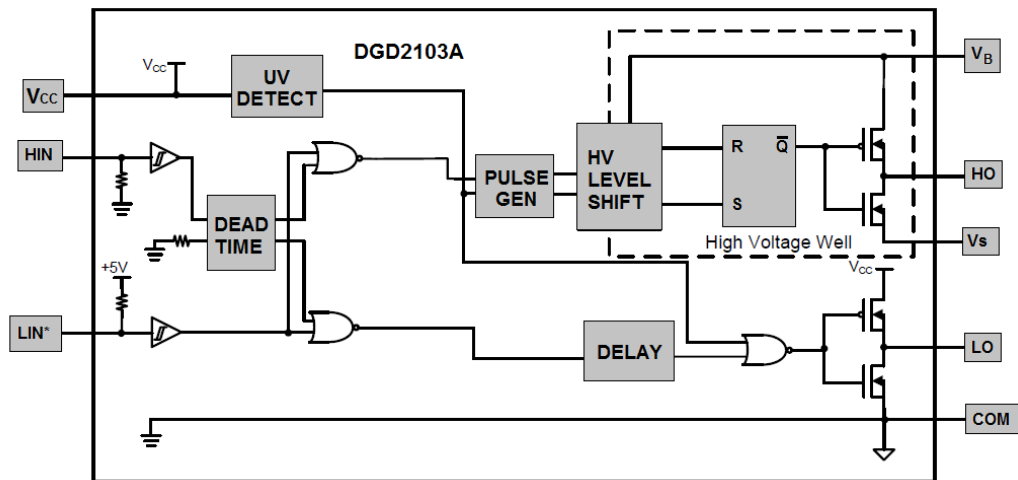 DGD2103A
VCC
VCC
UV
DETECT
VB
HIN
DEAD
TIME
PULSE
GEN
HV
LEVEL
SHIFT
R
S
Q̅
High Voltage Well
HO
Vs
+5V
LIN*
DELAY
VCC
LO
COM